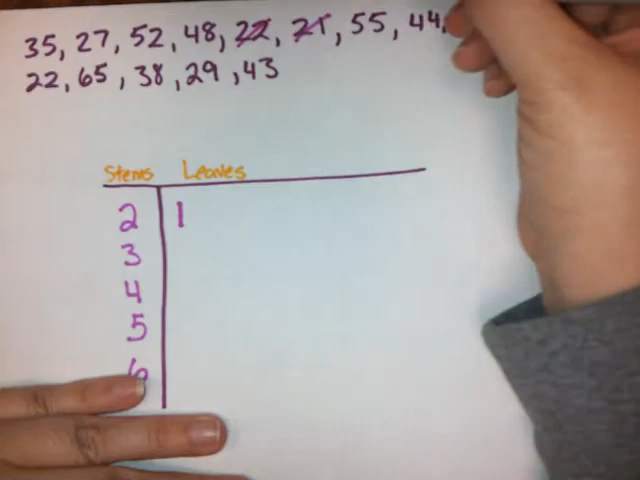 35, 27, 52, 48, 22, 21, 55, 44,
22, 65, 38, 29, 43
Stems Leaves
2 1
3
4
5
6